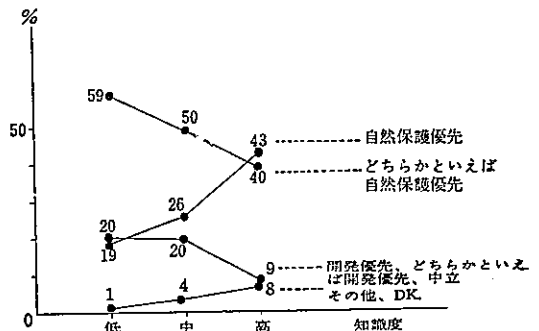 %
59
50
50
43
自然保護優先
どちらかといえば
自然保護優先
40
26
20
19
20
9
開発優先、どちらかといえ
ば開発優先、中立
8
その他、DK.
1
4
0
低
中
高
知識度